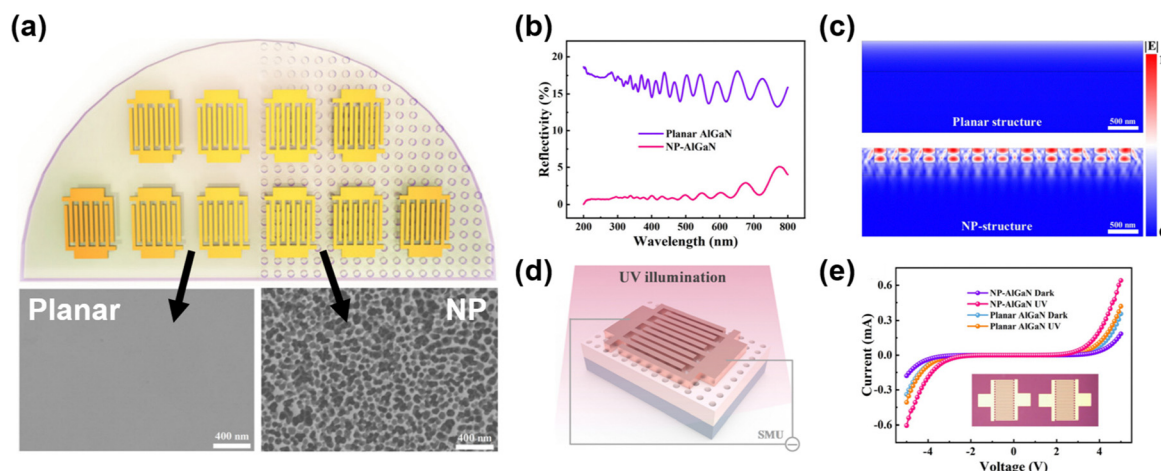 (a)
Planar
400 nm
NP
400 nm
(b)
Reflectivity (%)
20
15
10
5
0
Planar AlGaN
NP-AlGaN
200
300
400
500
600
700
800
Wavelength (nm)
(c)
|E|
Planar structure
500 nm
NP-structure
500 nm
(d)
UV illumination
SMU
(e)
Current (mA)
0.6
0.3
0.0
-0.3
-0.6
NP-AlGaN Dark
NP-AlGaN UV
Planar AlGaN Dark
Planar AlGaN UV
-4
-2
0
2
4
Voltage (V)